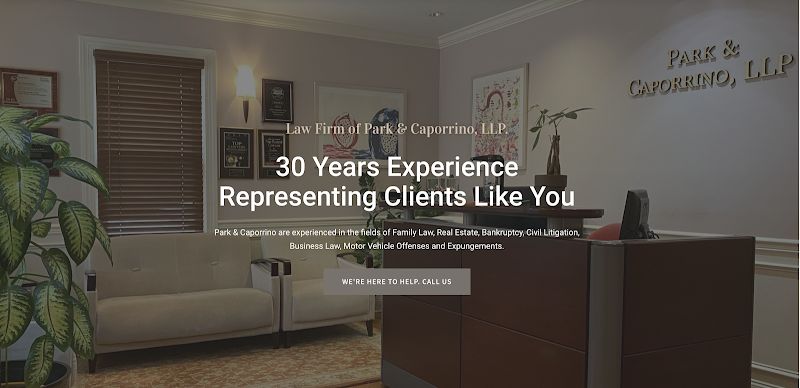 PARK &
CAPORRINO, LLP
Law Firm of Park & Caporrino, LLP.
30 Years Experience
Representing Clients Like You
Park & Caporrino are experienced in the fields of Family Law, Real Estate, Bankruptcy, Civil Litigation,
Business Law, Motor Vehicle Offenses and Expungements.
WE'RE HERE TO HELP. CALL US